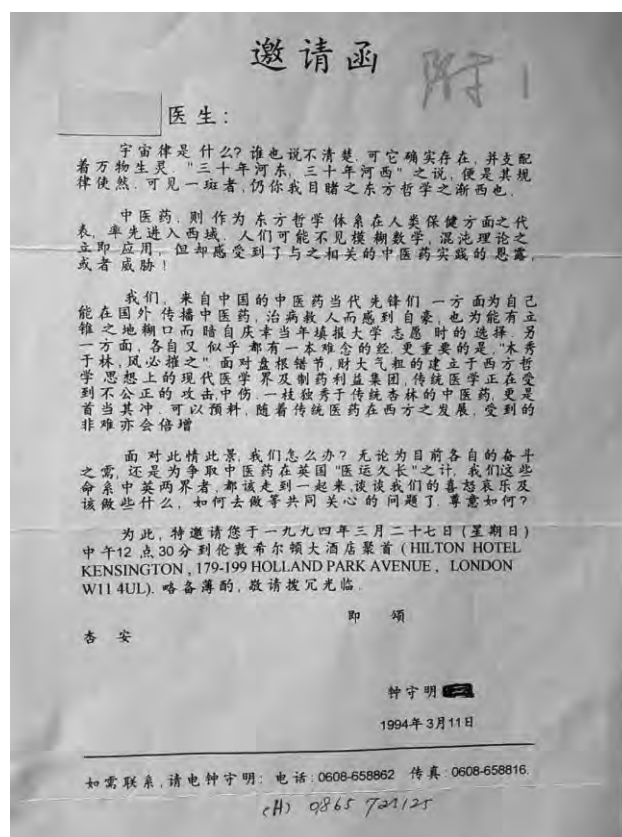 邀请函
附 1
医生:
宇宙律是什么? 谁也说不清楚. 可它确实存在, 并支配
着万物生灵 "三十年河东, 三十年河西" 之说, 便是其规
律使然. 可见一斑者, 仍你我目睹之东方哲学之渐西也.
中医药, 则作为东方哲学体系在人类保健方面之代
表, 率先进入西域. 人们可能不见模糊数学, 混沌理论之
立即应用, 但却感受到了与之相关的中医药实践的恩露,
或者威胁!
我们, 来自中国的中医药当代先锋们 一方面为自己
能在国外传播中医药, 治病救人而感到自豪, 也为能有立
锥之地糊口而暗自庆幸当年填报大学志愿时的选择. 另
一方面, 各自又似乎都有一本难念的经. 更重要的是, "木秀
于林, 风必摧之". 面对盘根错节, 财大气粗的建立于西方哲
学思想上的现代医学界及制药利益集团, 传统医学正在受
到不公正的攻击, 中伤. 一枝独秀于传统杏林的中医药, 更是
首当其冲. 可以预料, 随着传统医药在西方之发展, 受到的
非难亦会倍增
面对此情此景, 我们怎么办? 无论为目前各自的奋斗
之需, 还是为争取中医药在英国 "医运久长" 之计, 我们这些
命系中英两界者, 都该走到一起来, 谈谈我们的喜怒哀乐及
该做些什么, 如何去做等共同关心的问题了. 尊意如何?
为此, 特邀请您于一九九四年三月二十七日 (星期日)
中午12 点 30分到伦敦希尔顿大酒店聚首 (HILTON HOTEL
KENSINGTON, 179-199 HOLLAND PARK AVENUE, LONDON
W11 4UL). 略备薄酌, 敬请拨冗光临.
即 颂
杏 安
钟守明
1994年3月11日
如需联系, 请电钟守明: 电话: 0608-658862 传真: 0608-658816.
(H) 0865 721125